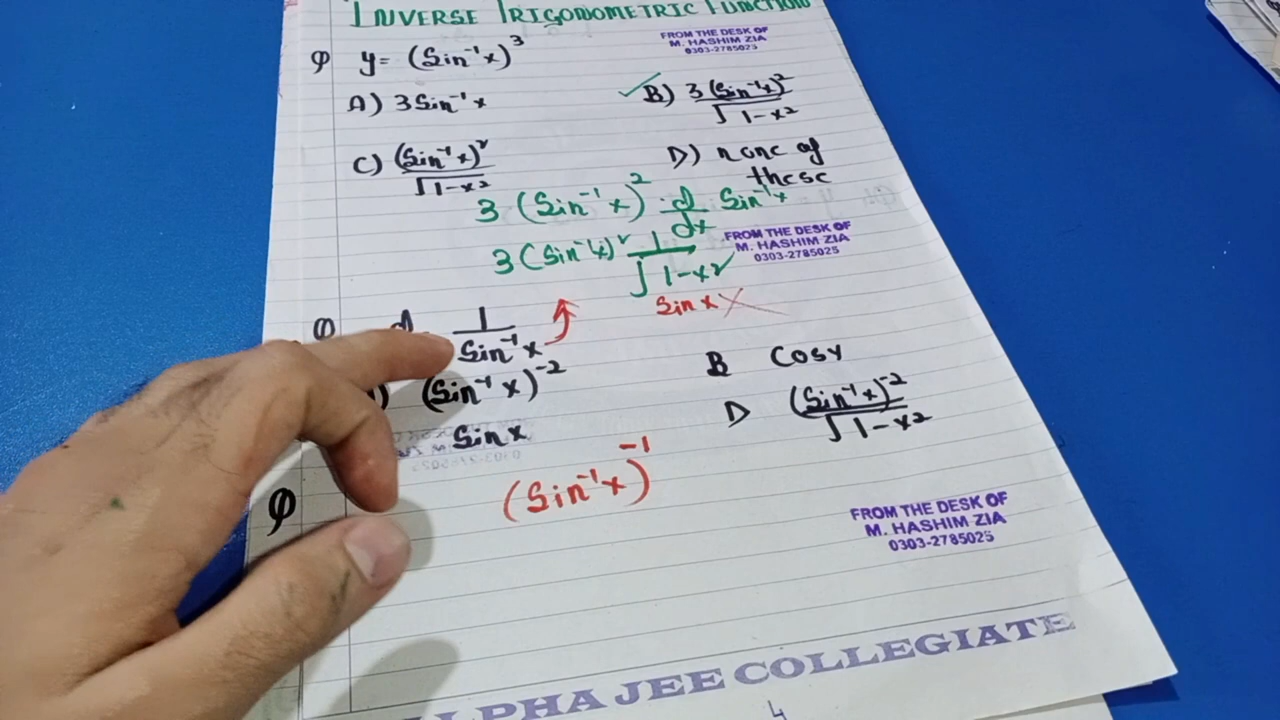 INVERSE TRIGONOMETRIC FUNCTION
FROM THE DESK OF
M. HASHIM ZIA
0303-2785025
Q y= (Sin⁻¹x)³
A) 3Sin⁻¹x
B) 3(Sin⁻¹x)²/√1-x²
C) (Sin⁻¹x)²/√1-x²
D) none of
these
3 (Sin⁻¹x)² · d/dx Sin⁻¹x
3(Sin⁻¹x)² 1/√1-x²
FROM THE DESK OF
M. HASHIM ZIA
0303-2785025
Sin x
Q d 1/Sin⁻¹x
(Sin⁻¹x)⁻²
B Cosx
Sinx
D (Sin⁻¹x)⁻²/√1-x²
Q (Sin⁻¹x)⁻¹
FROM THE DESK OF
M. HASHIM ZIA
0303-2785025
ALPHA JEE COLLEGIATE
4